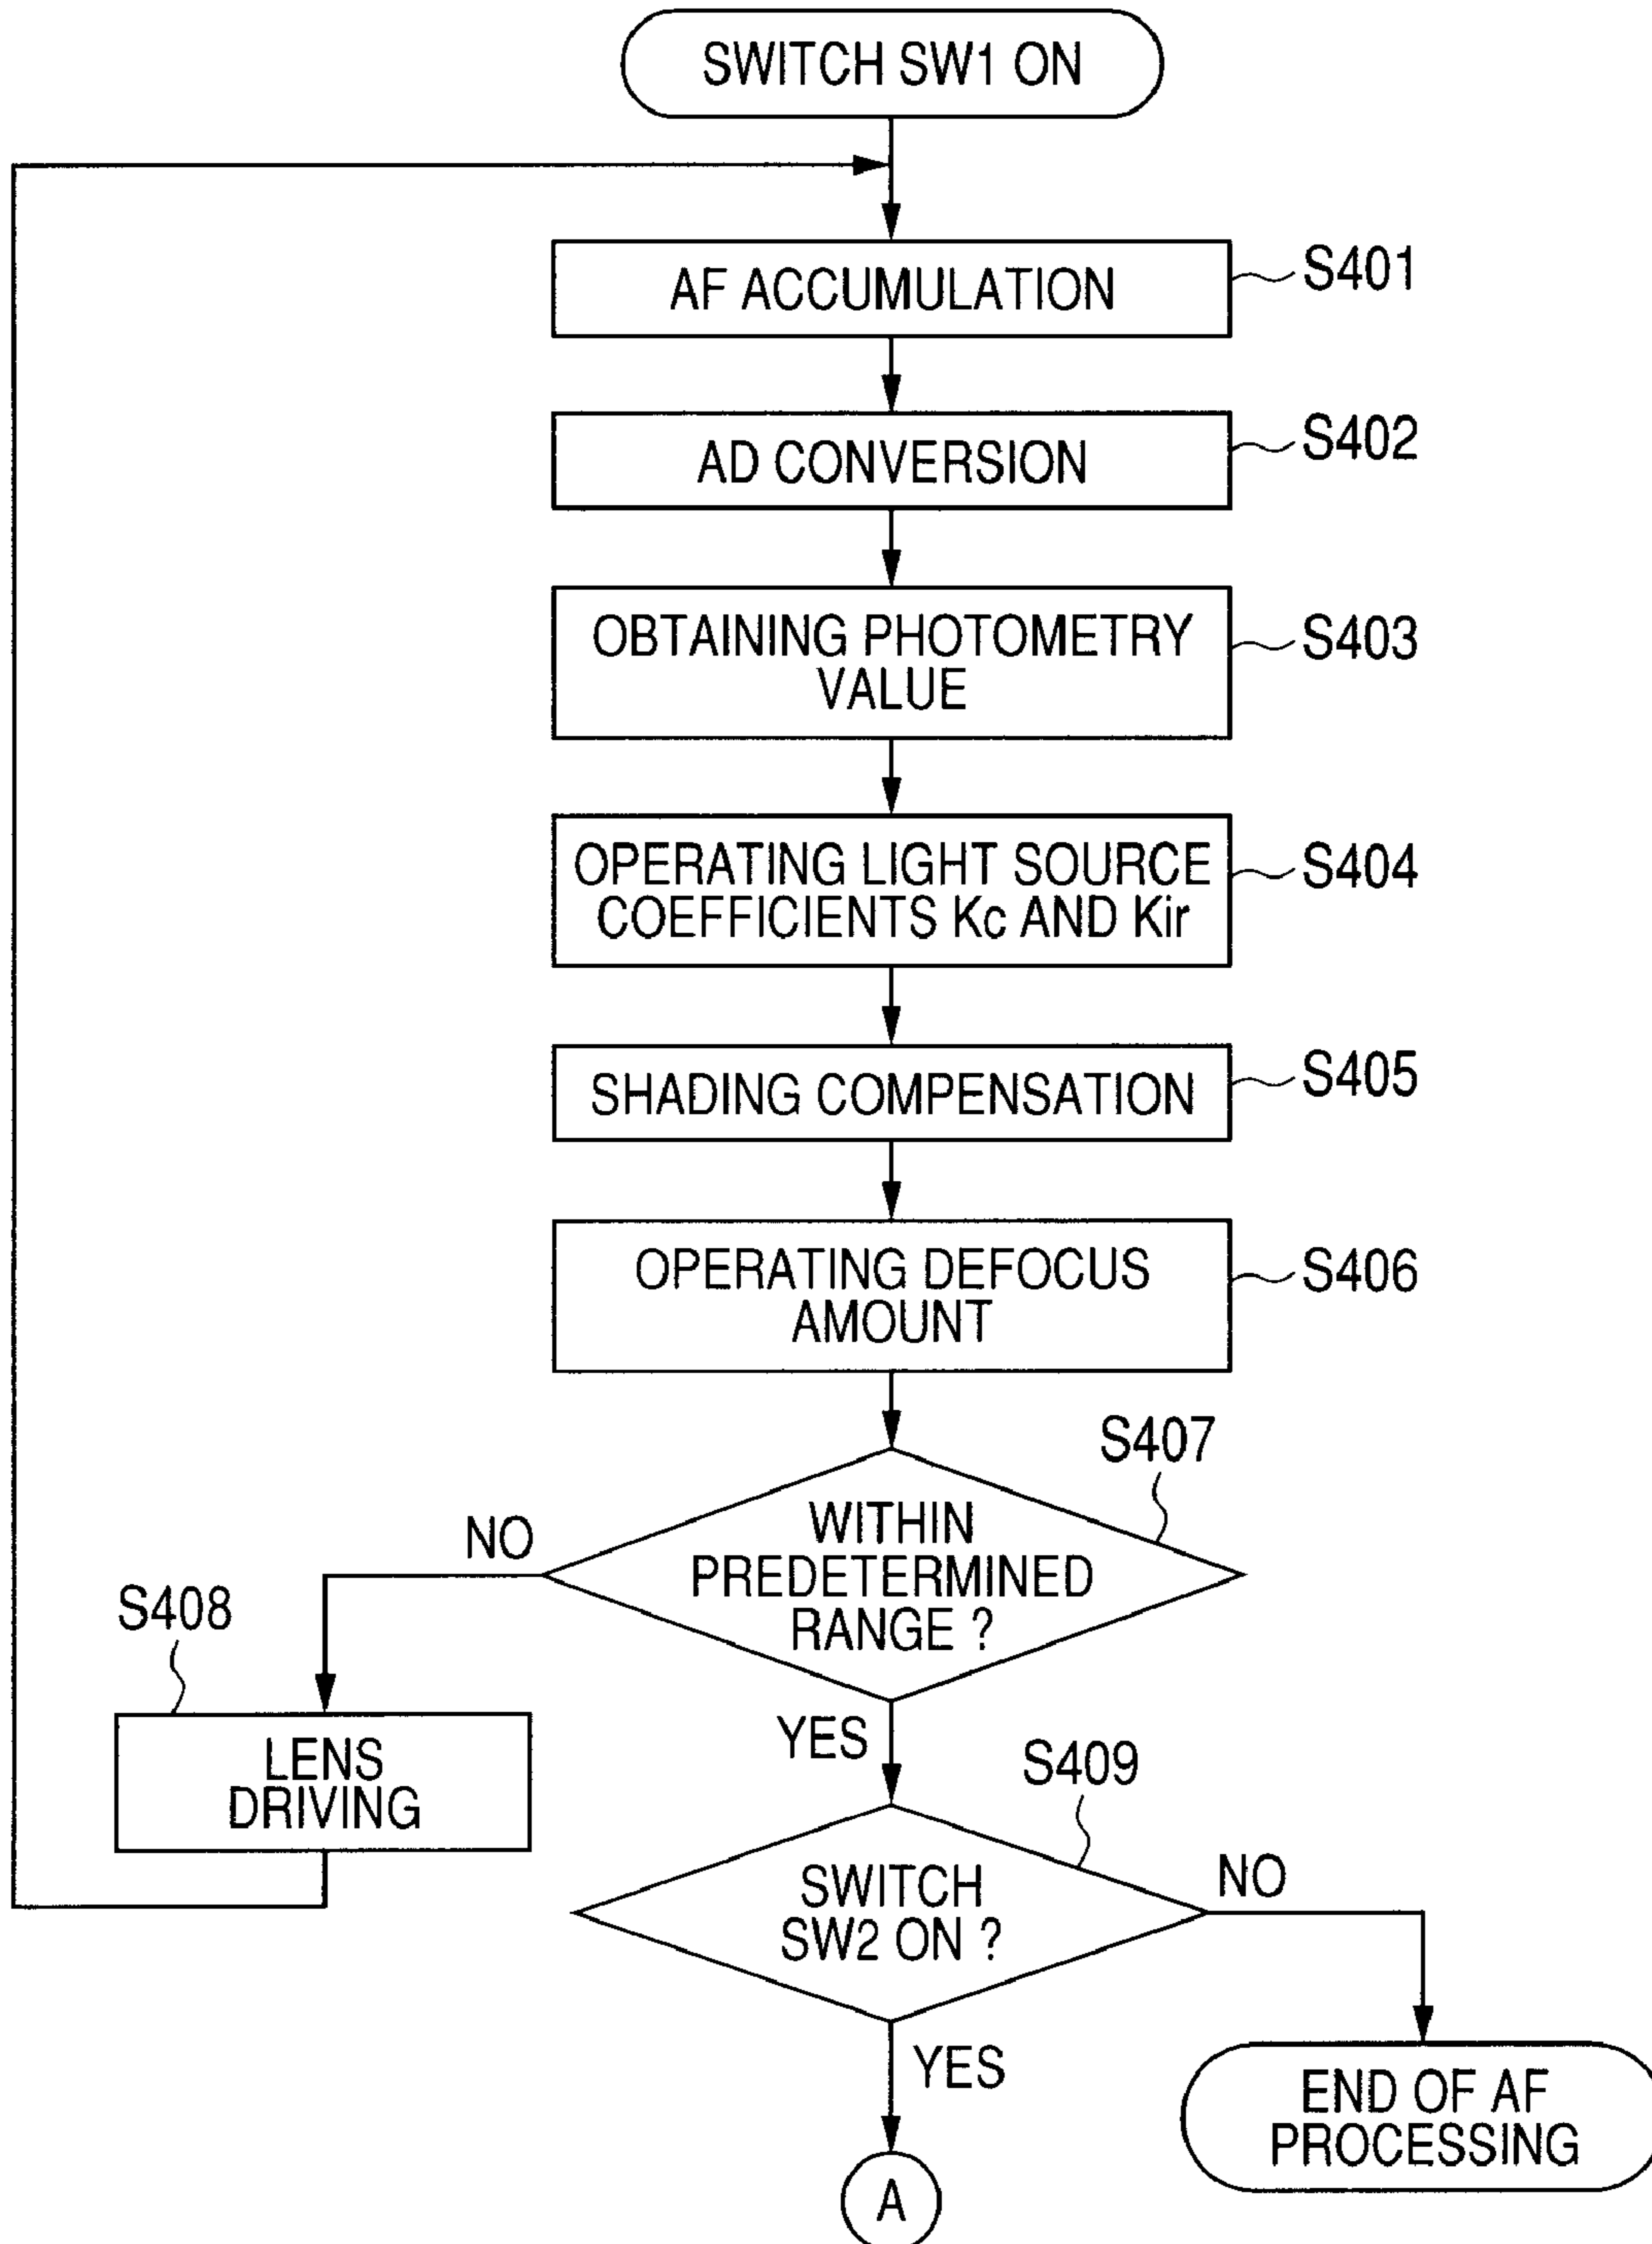 SWITCH SW1 ON
AF ACCUMULATION
S401
AD CONVERSION
S402
OBTAINING PHOTOMETRY
VALUE
S403
OPERATING LIGHT SOURCE
COEFFICIENTS Kc AND Kir
S404
SHADING COMPENSATION
S405
OPERATING DEFOCUS
AMOUNT
S406
S407
WITHIN
PREDETERMINED
RANGE ?
NO
S408
LENS
DRIVING
YES
S409
SWITCH
SW2 ON ?
NO
YES
END OF AF
PROCESSING
A